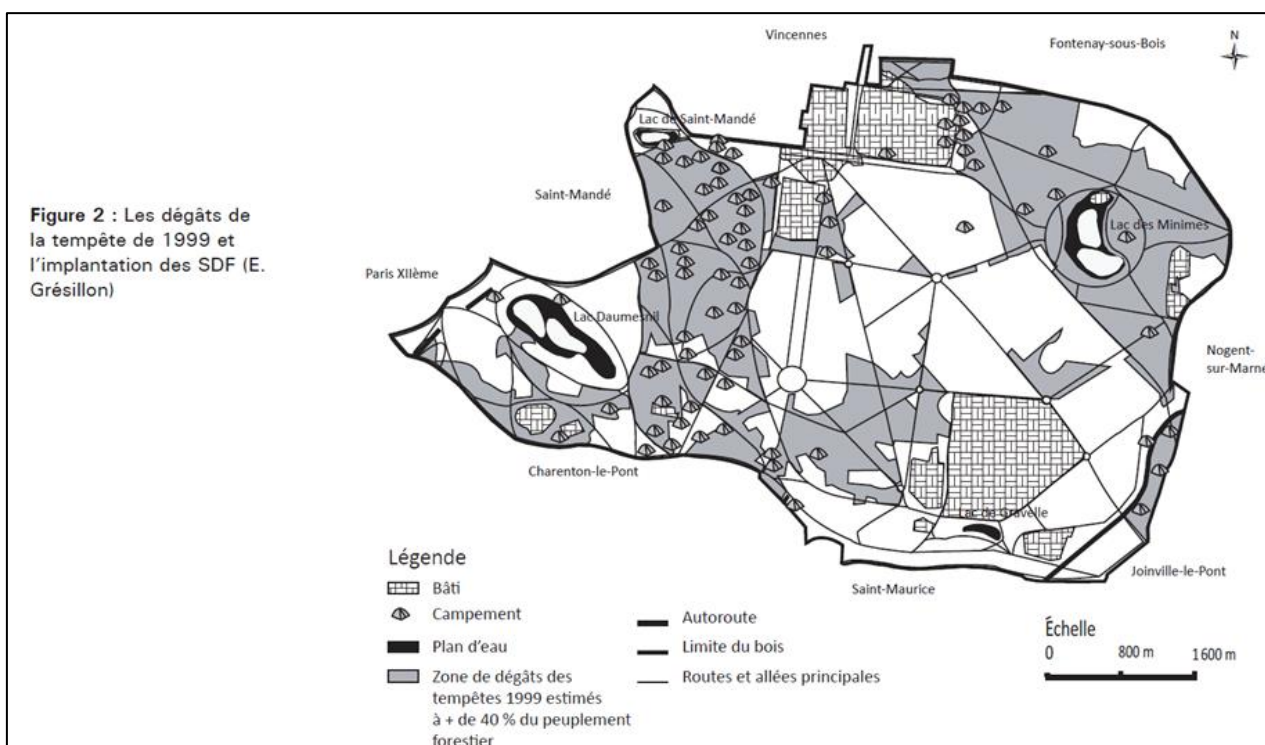 Vincennes
Fontenay-sous-Bois
N
Lac de Saint-Mandé
Saint-Mandé
Figure 2 : Les dégâts de
la tempête de 1999 et
l'implantation des SDF (E.
Grésillon)
Lac des Minimes
Paris XIIème
Lac Daumesnil
Nogent-
sur-Marne
Charenton-le-Pont
Lac de Gravelle
Joinville-le-Pont
Saint-Maurice
Légende
Bâti
Campement
Plan d'eau
Zone de dégâts des
tempêtes 1999 estimés
à + de 40 % du peuplement
forestier
Autoroute
Limite du bois
Routes et allées principales
Échelle
0 800 m 1600 m